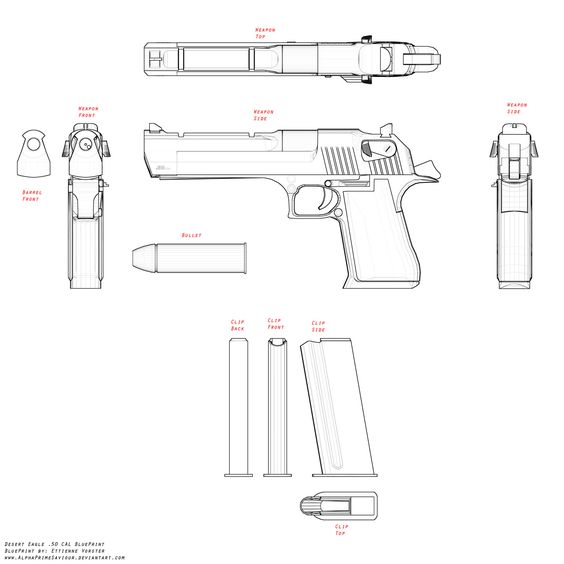 Weapon
Top
Weapon
Front
Weapon
Side
Weapon
Side
Barrel
Front
Bullet
Clip
Back
Clip
Front
Clip
Side
Clip
Top
Desert Eagle .50 CAL BluePrint
BluePrint by: Ettienne Vorster
www.AlphaPrimeSaviour.deviantart.com